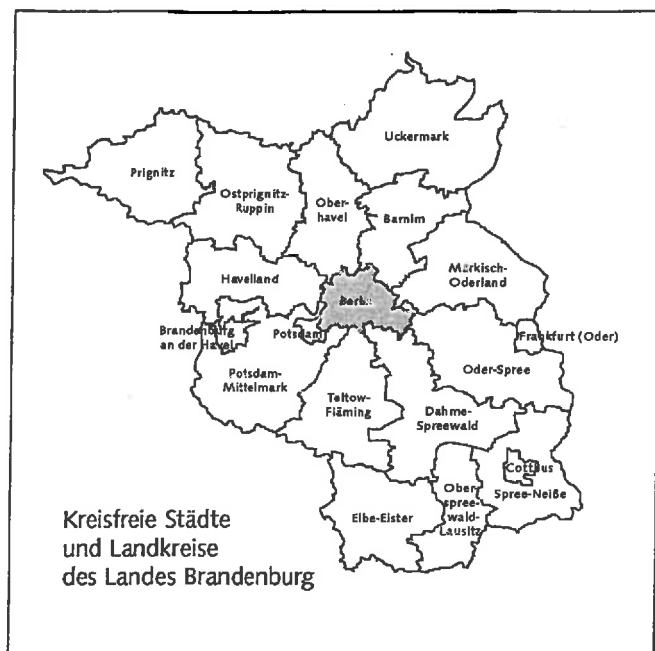 Uckermark
Prignitz
Ostprignitz-
Ruppin
Ober-
havel
Barnim
Havelland
Märkisch-
Oderland
Berlin
Brandenburg
an der Havel
Potsdam
Frankfurt (Oder)
Potsdam-
Mittelmark
Oder-Spree
Teltow-
Fläming
Dahme-
Spreewald
Cottbus
Spree-Neiße
Ober
spree-
wald-
Lausitz
Elbe-Elster
Kreisfreie Städte
und Landkreise
des Landes Brandenburg